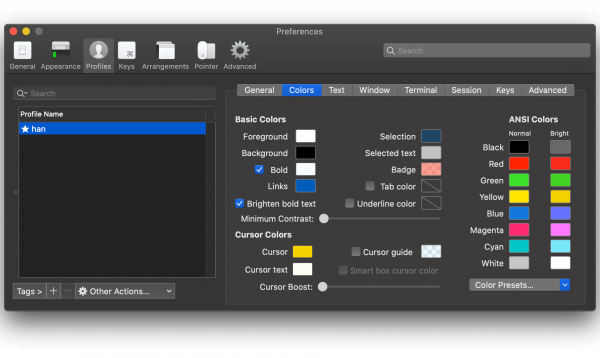 Preferences
General Appearance Profiles Keys Arrangements Pointer Advanced
Search
Search
Profile Name
★ han
Tags > + − Other Actions...
General Colors Text Window Terminal Session Keys Advanced
Basic Colors
Foreground
Background
Bold
Links
Brighten bold text
Minimum Contrast:
Selection
Selected text
Badge
Tab color
Underline color
Cursor Colors
Cursor
Cursor text
Cursor Boost:
Cursor guide
Smart box cursor color
ANSI Colors
Normal Bright
Black
Red
Green
Yellow
Blue
Magenta
Cyan
White
Color Presets...